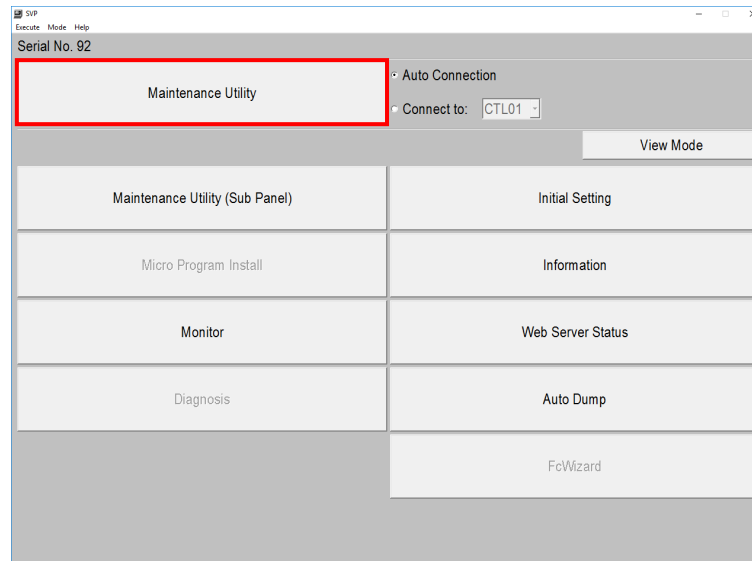 SVP
Execute Mode Help
Serial No. 92
Maintenance Utility
Auto Connection
Connect to: CTL01
View Mode
Maintenance Utility (Sub Panel)
Initial Setting
Micro Program Install
Information
Monitor
Web Server Status
Diagnosis
Auto Dump
FcWizard